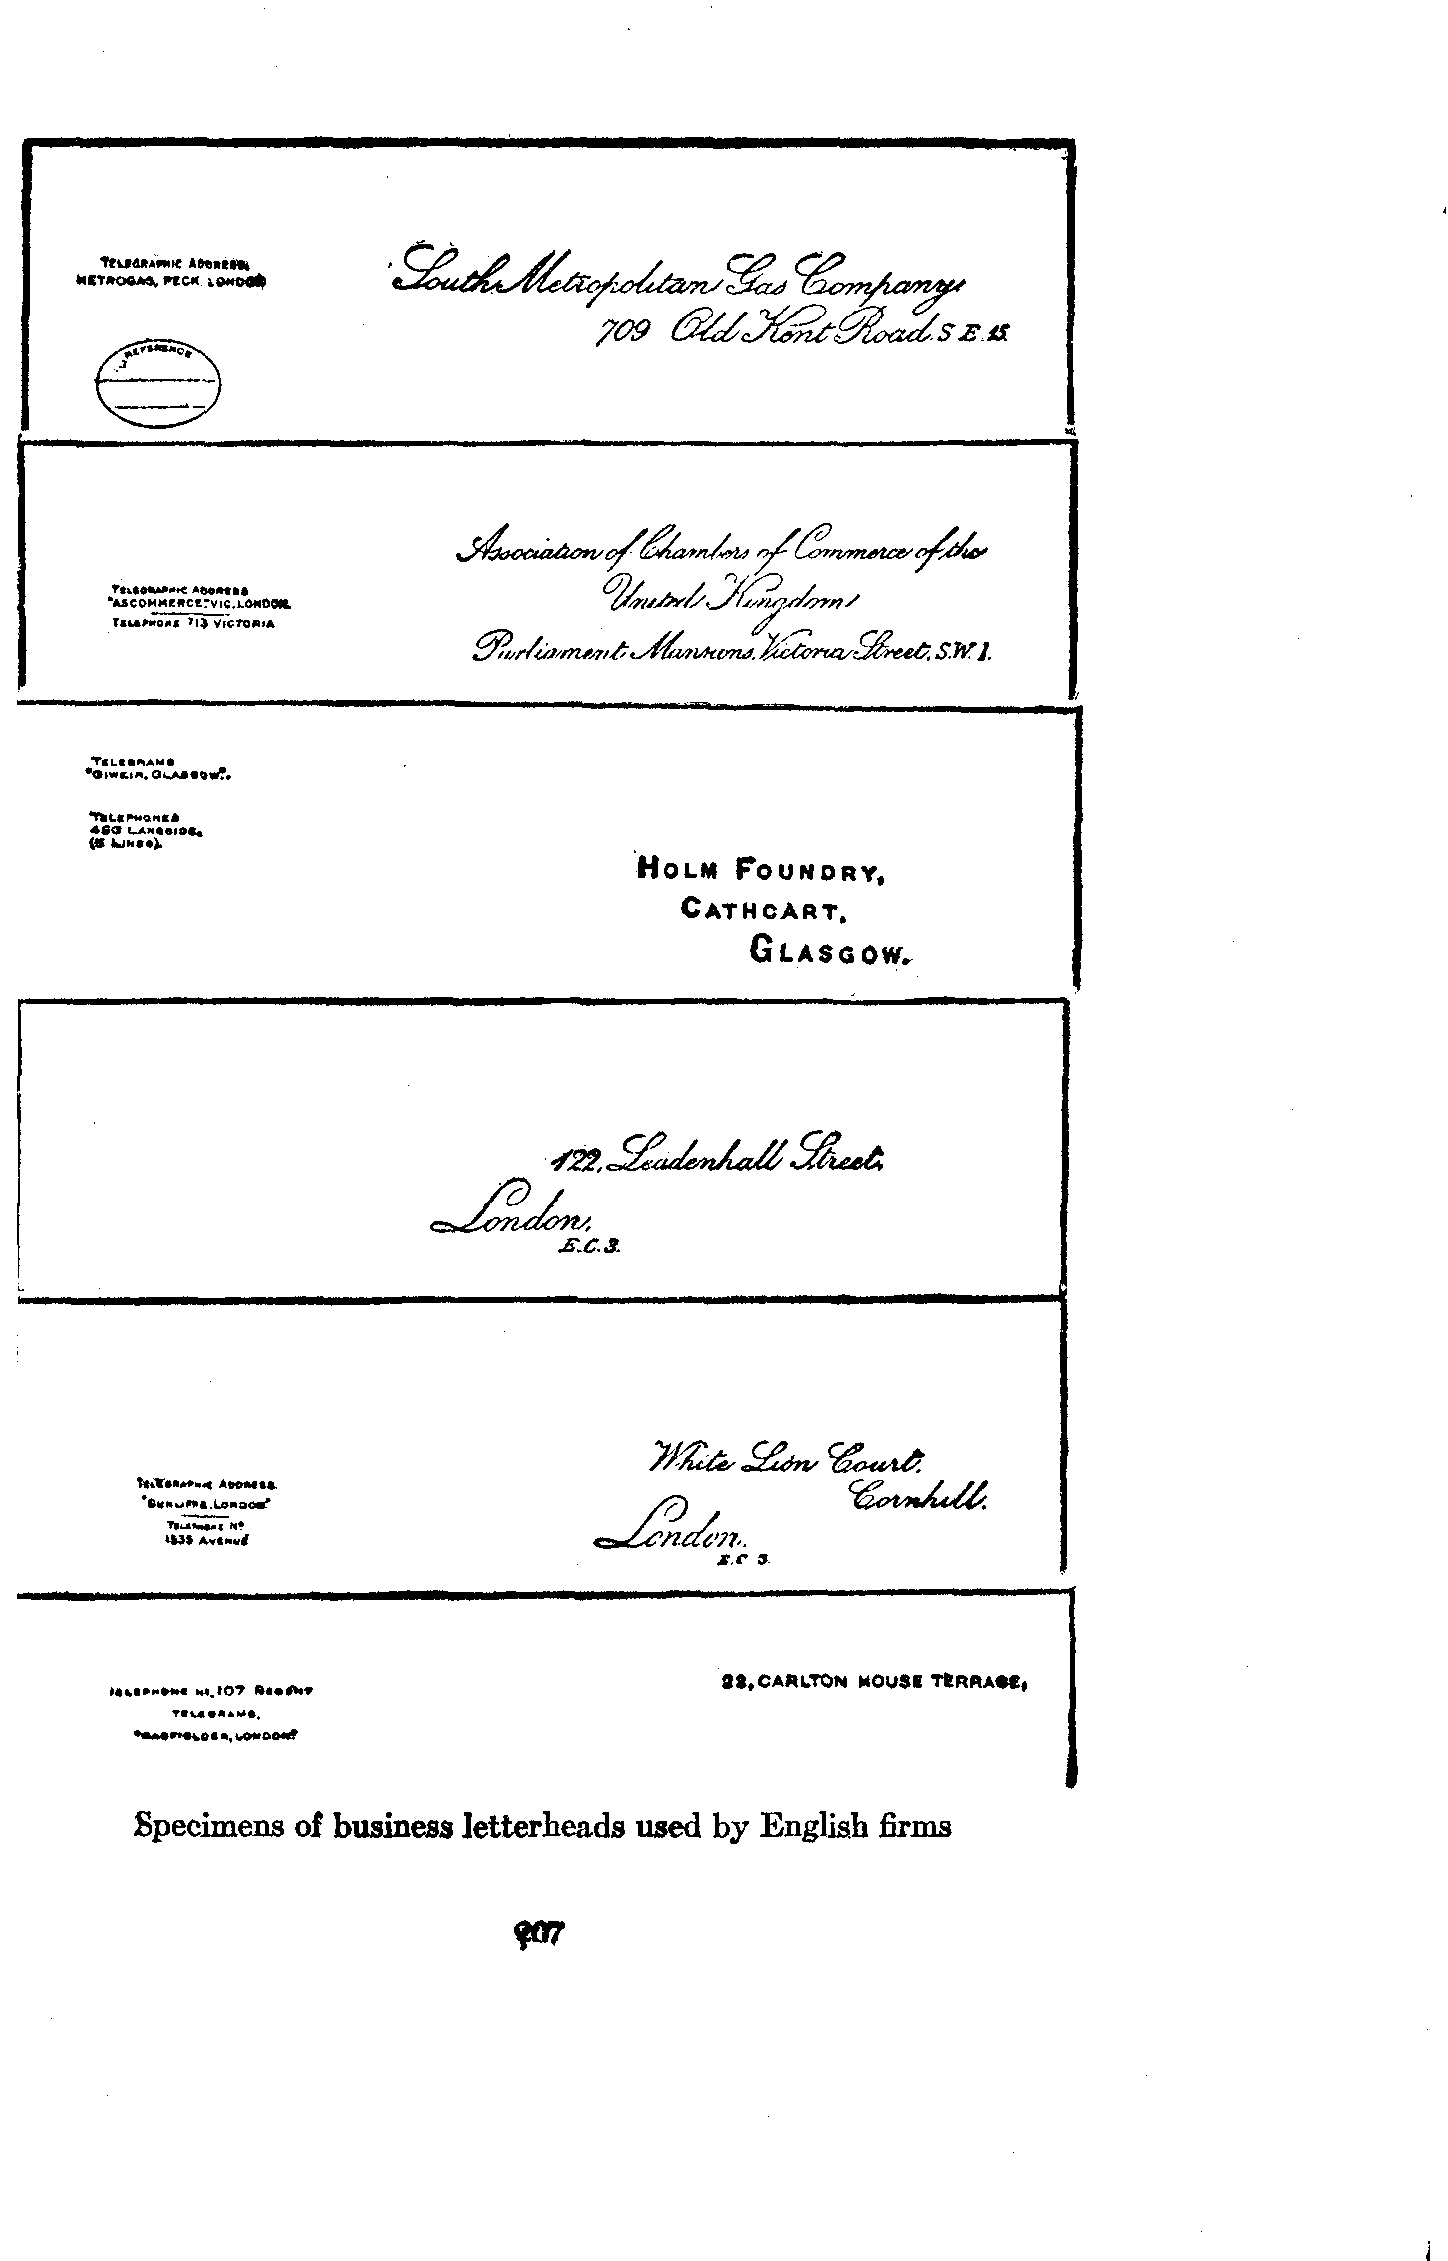 TELEGRAPHIC ADDRESS,
METROGAS, PECK. LONDON
REFERENCE
South Metropolitan Gas Company,
709 Old Kent Road. S.E.15.
Association of Chambers of Commerce of the
United Kingdom
Parliament Mansions, Victoria Street, S.W.1.
TELEGRAPHIC ADDRESS
"ASCOMMERCE, VIC, LONDON.
TELEPHONE 713 VICTORIA
TELEGRAMS
"GIWEIR, GLASGOW".
TELEPHONES
LANGSIDE,
(5 LINES).
HOLM FOUNDRY,
CATHCART,
GLASGOW.
122, Leadenhall Street,
London,
E.C.3.
TELEGRAPHIC ADDRESS.
LONDON"
TELEPHONE No
1535 AVENUE
White Lion Court,
Cornhill,
London,
E.C.3.
TELEPHONE 107 REGENT
TELEGRAMS,
LONDON"
22, CARLTON HOUSE TERRACE,
Specimens of business letterheads used by English firms
207